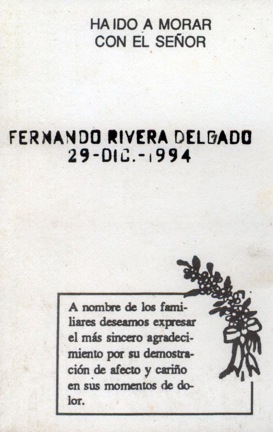 HA IDO A MORAR
CON EL SEÑOR
FERNANDO RIVERA DELGADO
29-DIC.-1994
A nombre de los fami-
liares deseamos expresar
el más sincero agradeci-
miento por su demostra-
ción de afecto y cariño
en sus momentos de do-
lor.